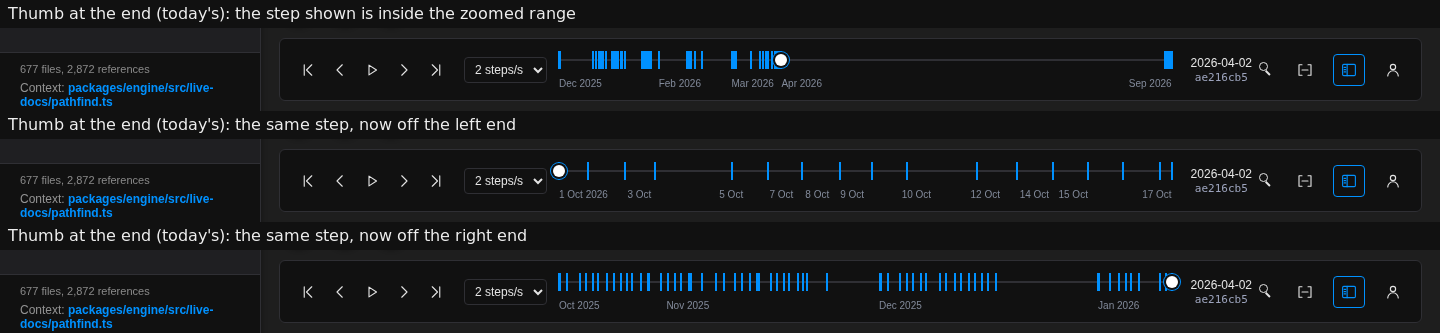 Thumb at the end (today's): the step shown is inside the zoomed range
677 files, 2,872 references
Context: packages/engine/src/live-
docs/pathfind.ts
2 steps/s
Dec 2025 Feb 2026 Mar 2026 Apr 2026 Sep 2026
2026-04-02
ae216cb5
Thumb at the end (today's): the same step, now off the left end
677 files, 2,872 references
Context: packages/engine/src/live-
docs/pathfind.ts
2 steps/s
1 Oct 2026 3 Oct 5 Oct 7 Oct 8 Oct 9 Oct 10 Oct 12 Oct 14 Oct 15 Oct 17 Oct
2026-04-02
ae216cb5
Thumb at the end (today's): the same step, now off the right end
677 files, 2,872 references
Context: packages/engine/src/live-
docs/pathfind.ts
2 steps/s
Oct 2025 Nov 2025 Dec 2025 Jan 2026
2026-04-02
ae216cb5